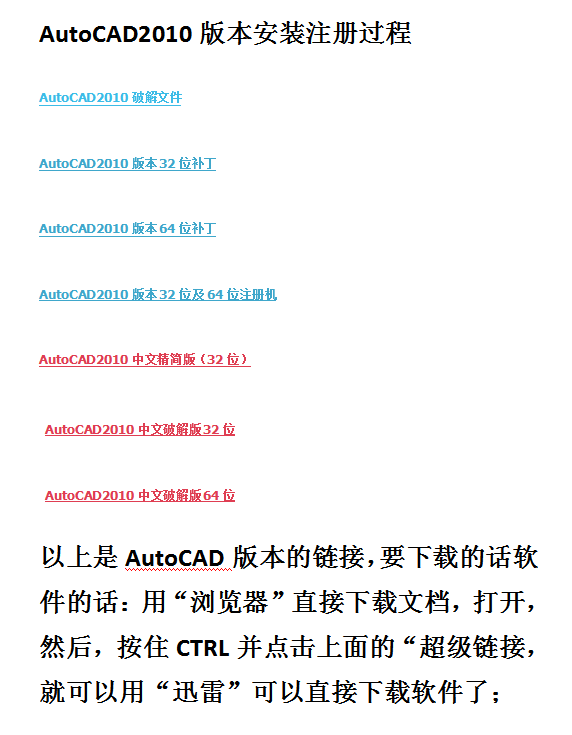 AutoCAD2010 版本安装注册过程
AutoCAD2010 破解文件
AutoCAD2010 版本 32 位补丁
AutoCAD2010 版本 64 位补丁
AutoCAD2010 版本 32 位及 64 位注册机
AutoCAD2010 中文精简版（32 位）
AutoCAD2010 中文破解版 32 位
AutoCAD2010 中文破解版 64 位
以上是 AutoCAD 版本的链接，要下载的话软
件的话：用“浏览器”直接下载文档，打开，
然后，按住 CTRL 并点击上面的“超级链接，
就可以用“迅雷”可以直接下载软件了；